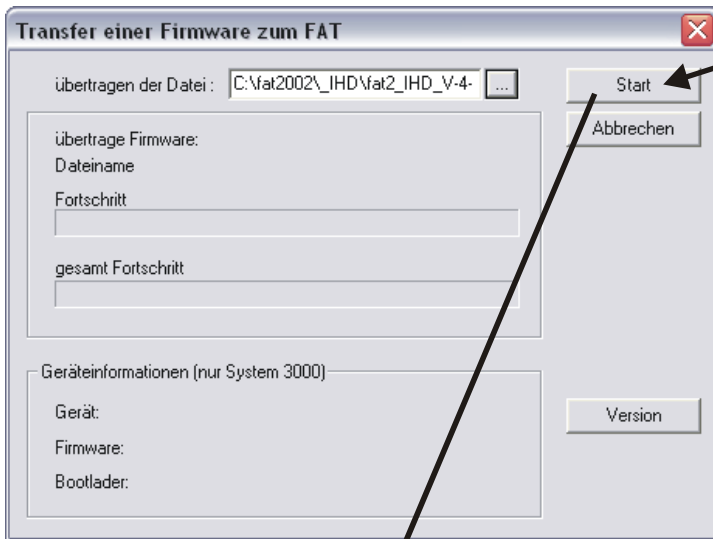 Transfer einer Firmware zum FAT
übertragen der Datei : C:\fat2002\_IHD\fat2_IHD_V-4- ... Start
Abbrechen
übertrage Firmware:
Dateiname
Fortschritt
gesamt Fortschritt
Geräteinformationen (nur System 3000)
Gerät: Version
Firmware:
Bootlader: